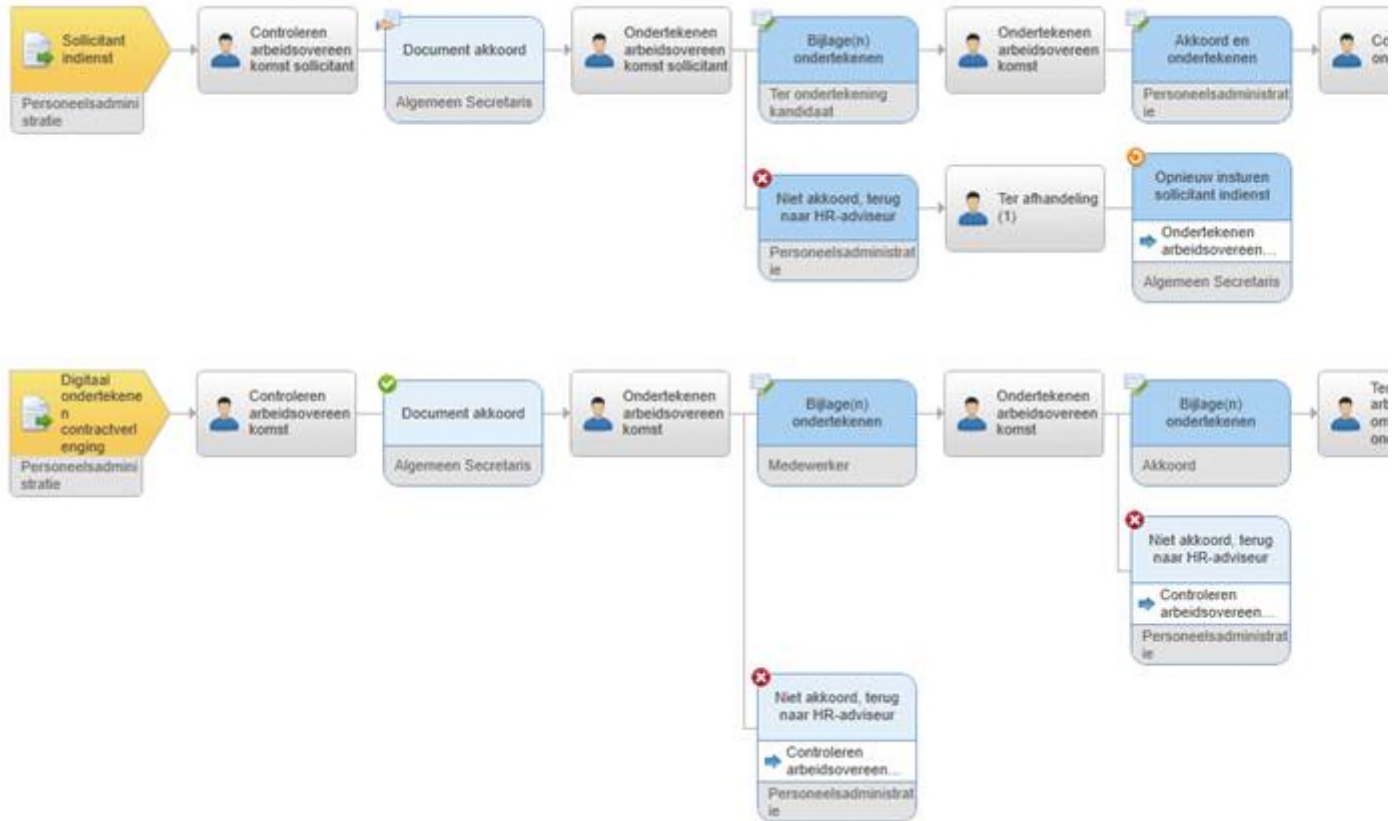 Sollicitant
indienst
Personeelsadmini
stratie
Controleren
arbeidsovereen
komst sollicitant
Document akkoord
Algemeen Secretaris
Ondertekenen
arbeidsovereen
komst sollicitant
Bijlage(n)
ondertekenen
Ter ondertekening
kandidaat
Ondertekenen
arbeidsovereen
komst
Akkoord en
ondertekenen
Personeelsadministrat
ie
Niet akkoord, terug
naar HR-adviseur
Personeelsadministrat
ie
Ter afhandeling
(1)
Opnieuw insturen
sollicitant indienst
Ondertekenen
arbeidsovereen...
Algemeen Secretaris
Digitaal
ondertekene
n
contractverl
enging
Personeelsadmini
stratie
Controleren
arbeidsovereen
komst
Document akkoord
Algemeen Secretaris
Ondertekenen
arbeidsovereen
komst
Bijlage(n)
ondertekenen
Medewerker
Ondertekenen
arbeidsovereen
komst
Bijlage(n)
ondertekenen
Akkoord
Niet akkoord, terug
naar HR-adviseur
Controleren
arbeidsovereen...
Personeelsadministrat
ie
Niet akkoord, terug
naar HR-adviseur
Controleren
arbeidsovereen...
Personeelsadministrat
ie